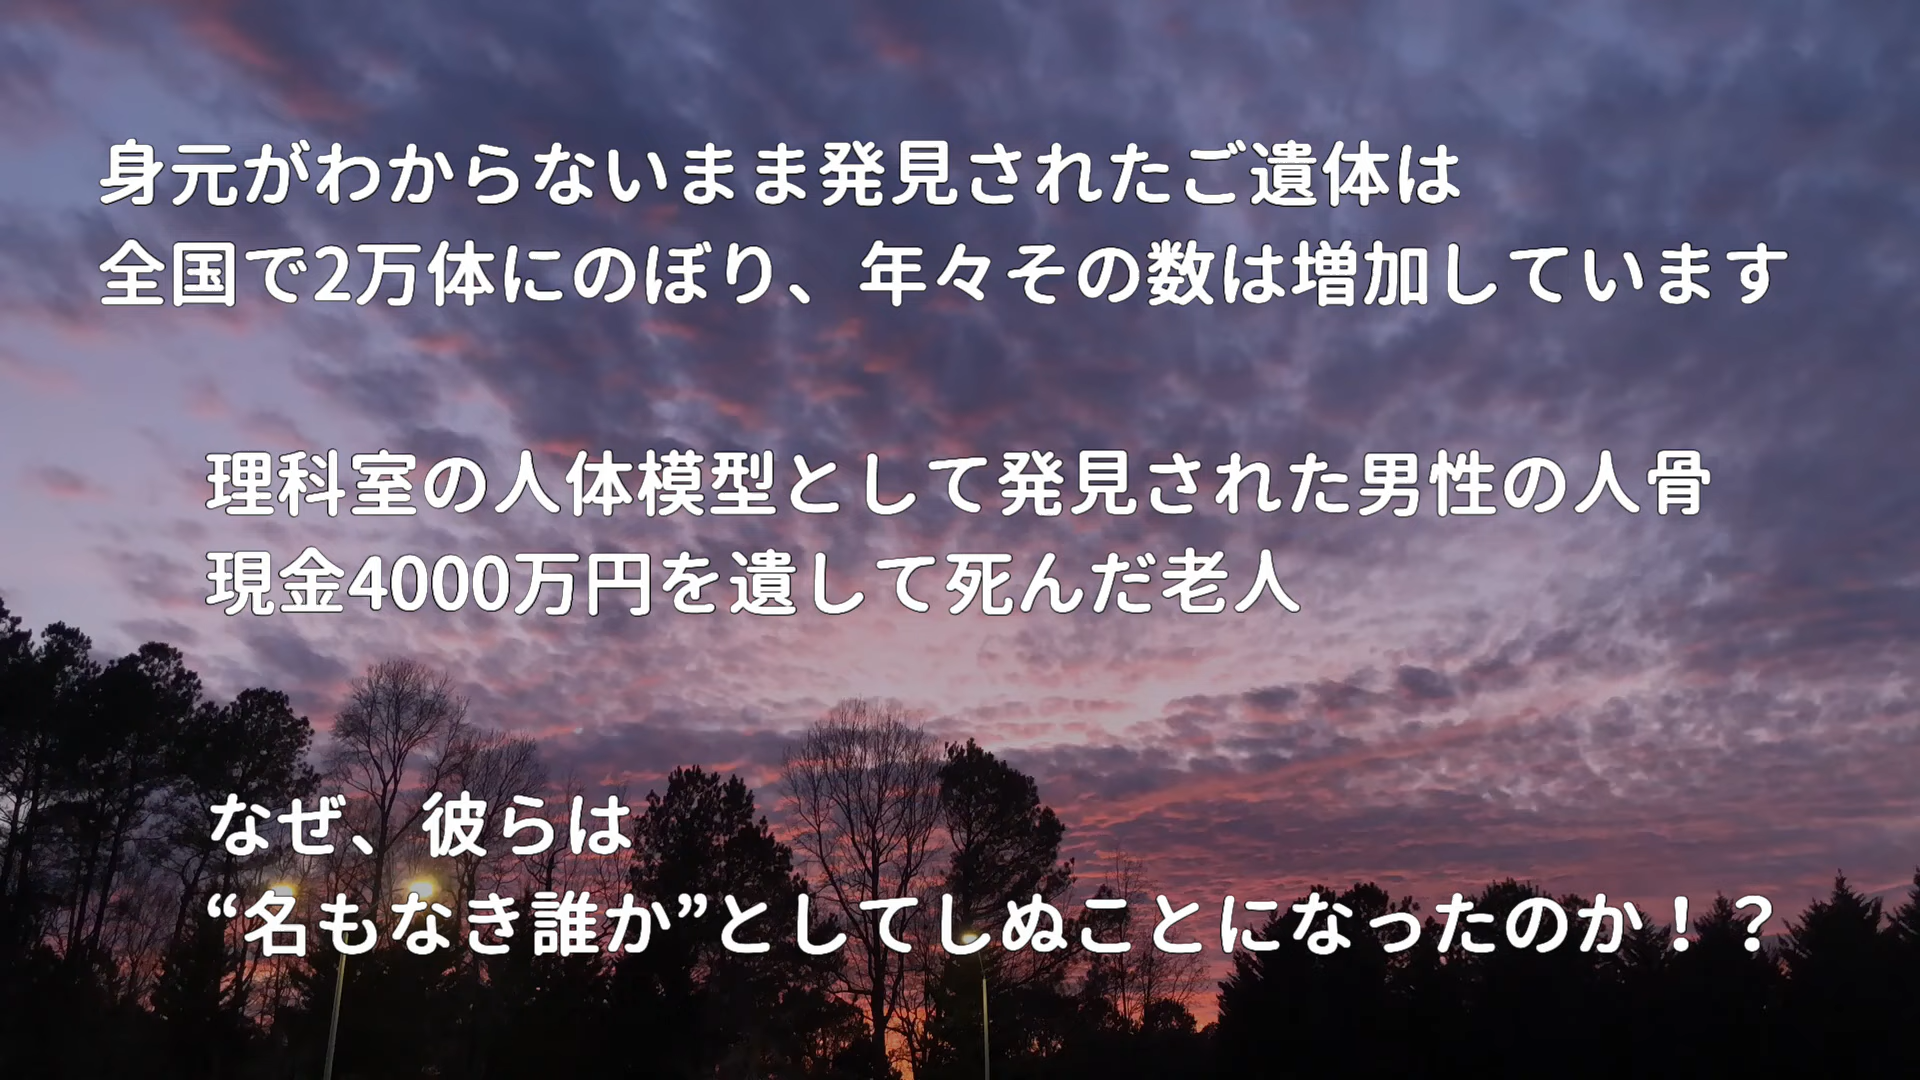 身元がわからないまま発見されたご遺体は
全国で2万体にのぼり、年々その数は増加しています
理科室の人体模型として発見された男性の人骨
現金4000万円を遺して死んだ老人
なぜ、彼らは
“名もなき誰か”としてしぬことになったのか！？